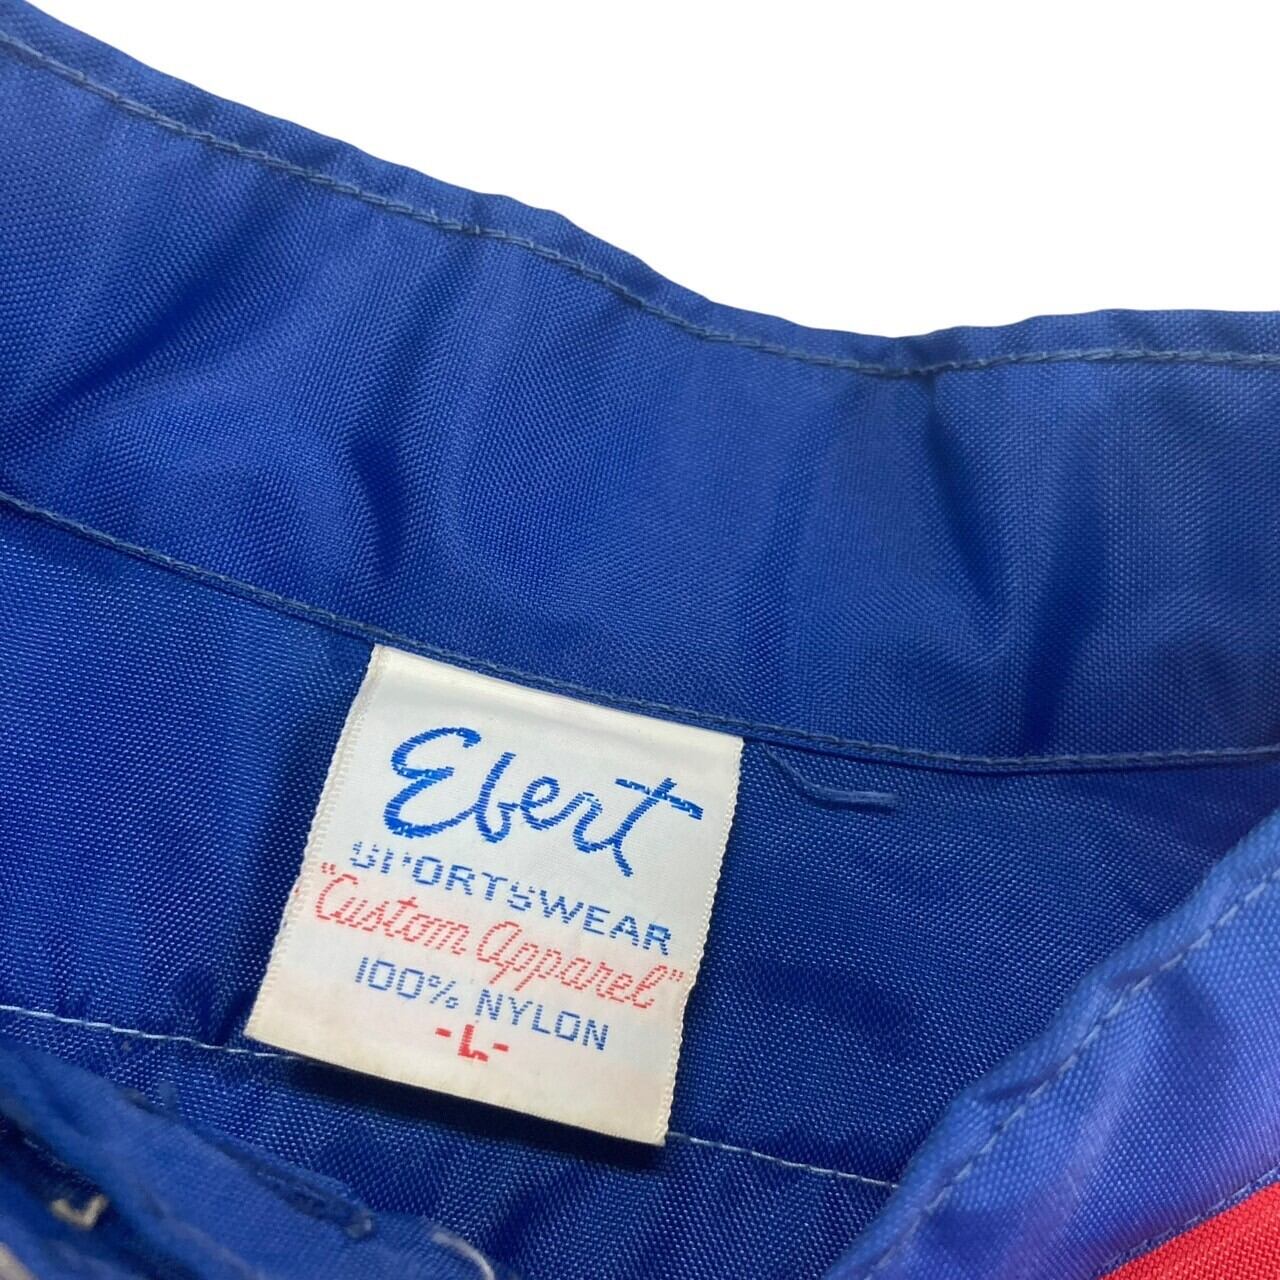 Ebert
SPORTSWEAR
"Custom Apparel"
100% NYLON
-L-